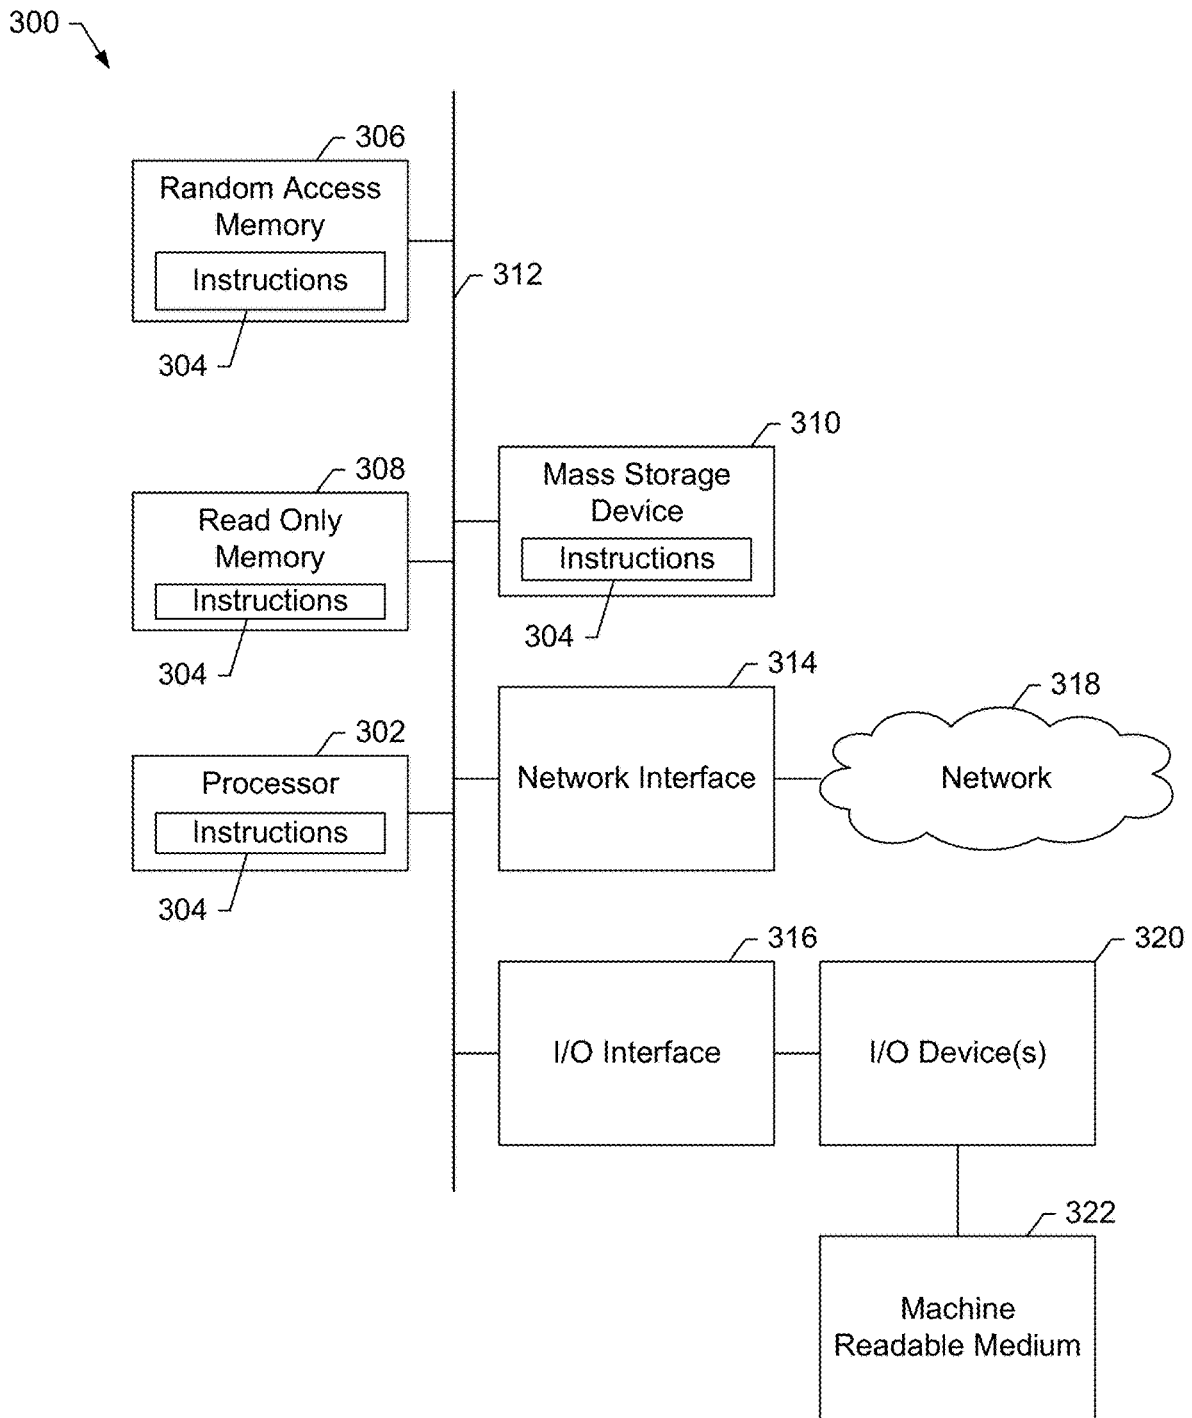 300
306
Random Access
Memory
Instructions
304
312
310
Mass Storage
Device
Instructions
304
308
Read Only
Memory
Instructions
304
314
Network Interface
318
Network
302
Processor
Instructions
304
316
I/O Interface
320
I/O Device(s)
322
Machine
Readable Medium